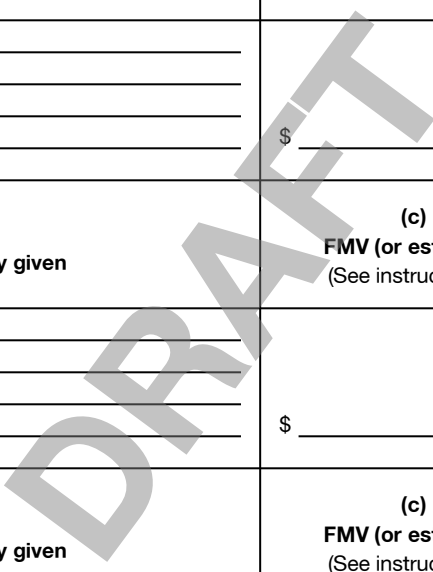 $
(c)
y given
FMV (or est
(See instruc
$
(c)
y given
FMV (or est
(See instruc
DRAFT